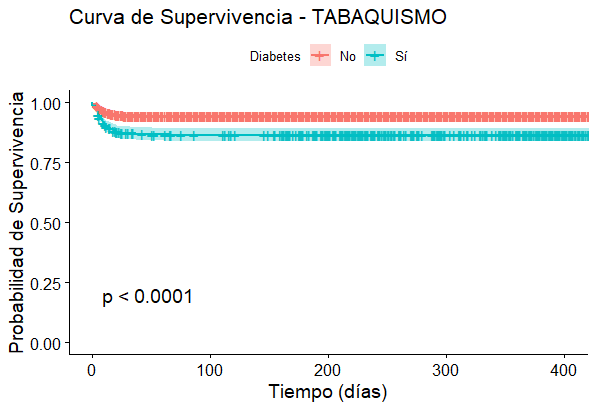 Curva de Supervivencia - TABAQUISMO
Diabetes No Sí
Probabilidad de Supervivencia
1.00
0.75
0.50
0.25
0.00
p < 0.0001
0 100 200 300 400
Tiempo (días)